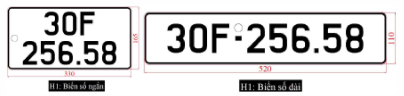 30F
256.58
165
330
H1: Biển số ngắn
30F-256.58
110
520
H1: Biển số dài